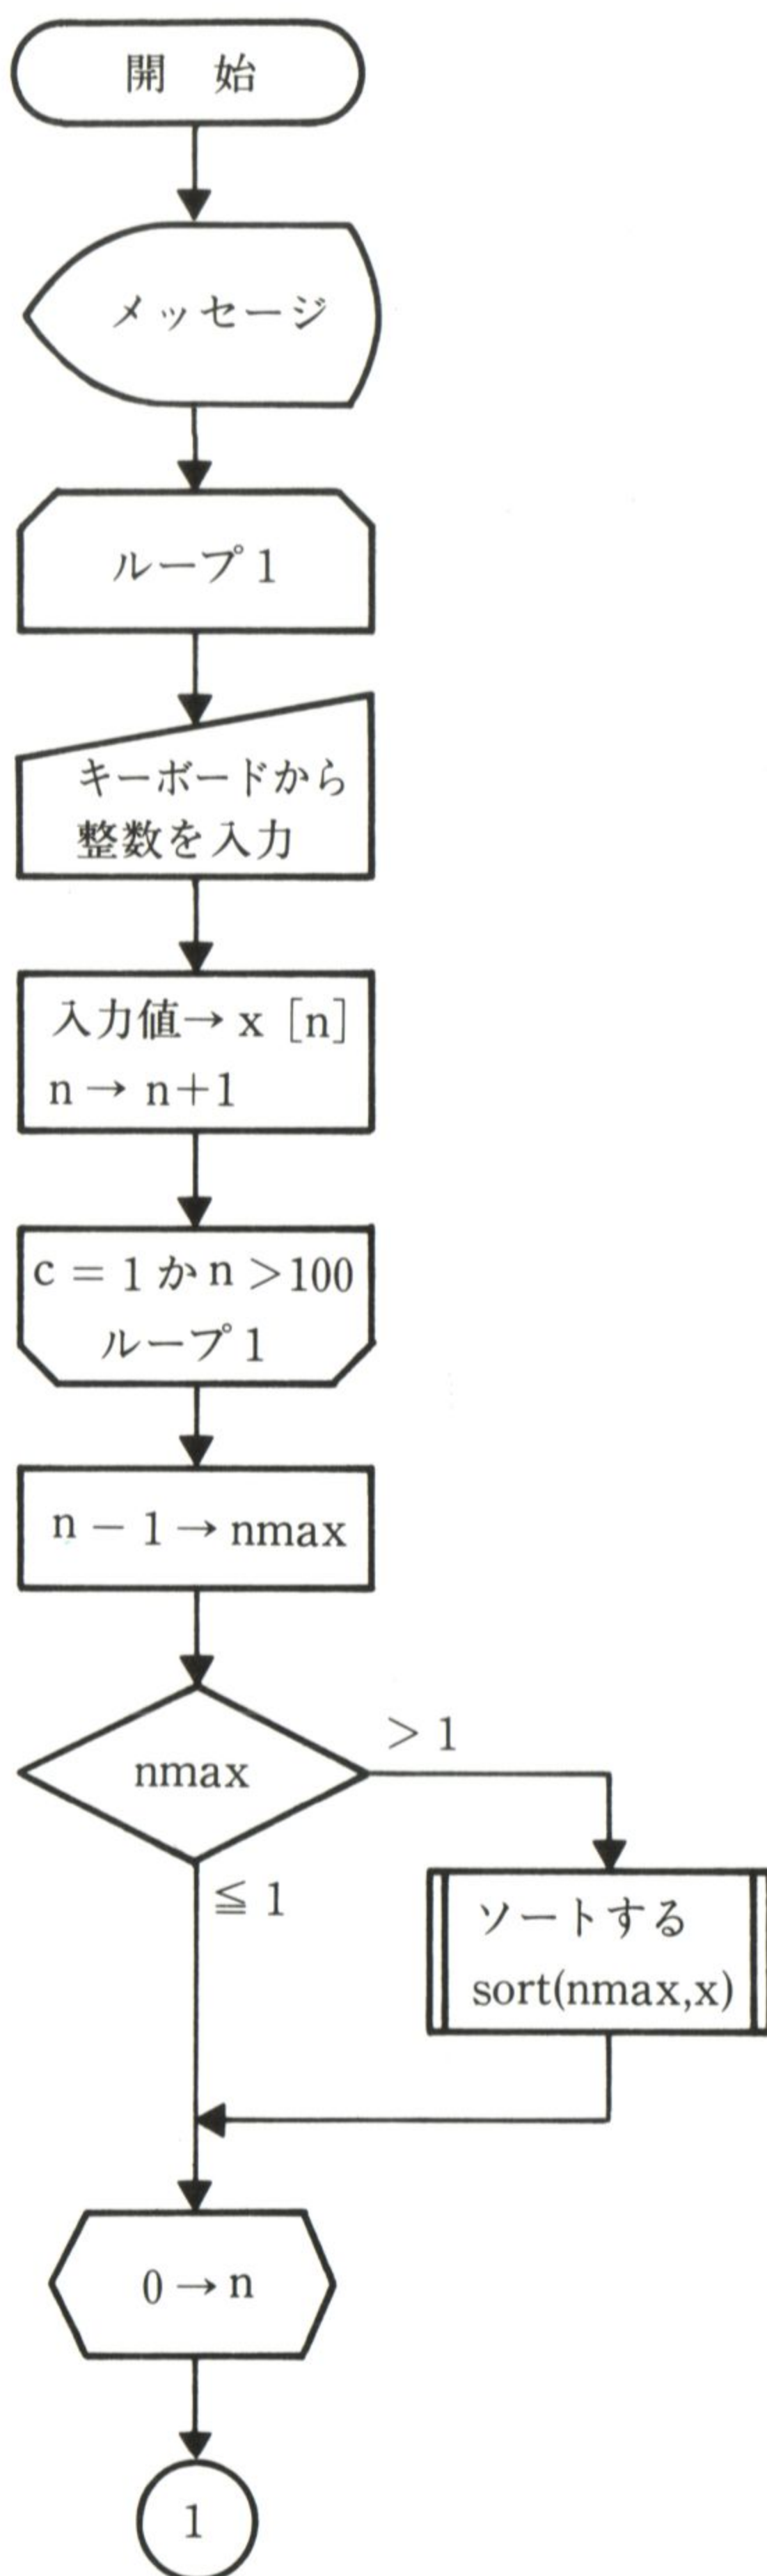 開 始
メッセージ
ループ1
キーボードから
整数を入力
入力値→ x [n]
n → n+1
c = 1 か n >100
ループ1
n − 1 → nmax
nmax
> 1
≦ 1
ソートする
sort(nmax,x)
0 → n
1